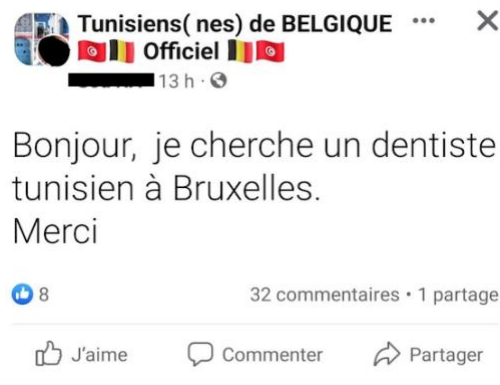 Tunisiens( nes) de BELGIQUE
🇹🇳🇧🇪 Officiel 🇧🇪🇹🇳
13 h ·
Bonjour, je cherche un dentiste
tunisien à Bruxelles.
Merci
8
32 commentaires • 1 partage
J'aime
Commenter
Partager